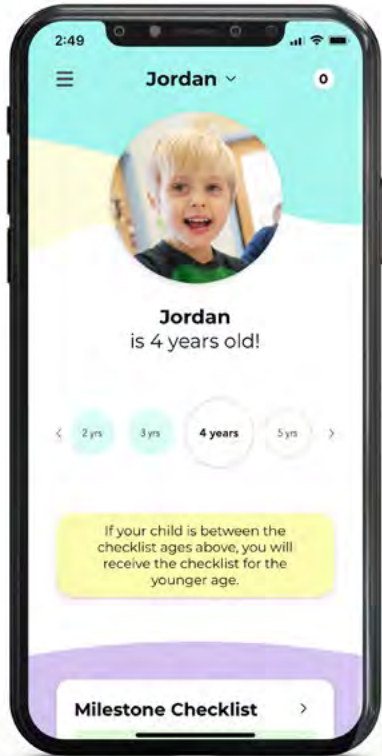 2:49
Jordan
0
Jordan
is 4 years old!
2 yrs 3 yrs 4 years 5 yrs
If your child is between the
checklist ages above, you will
receive the checklist for the
younger age.
Milestone Checklist